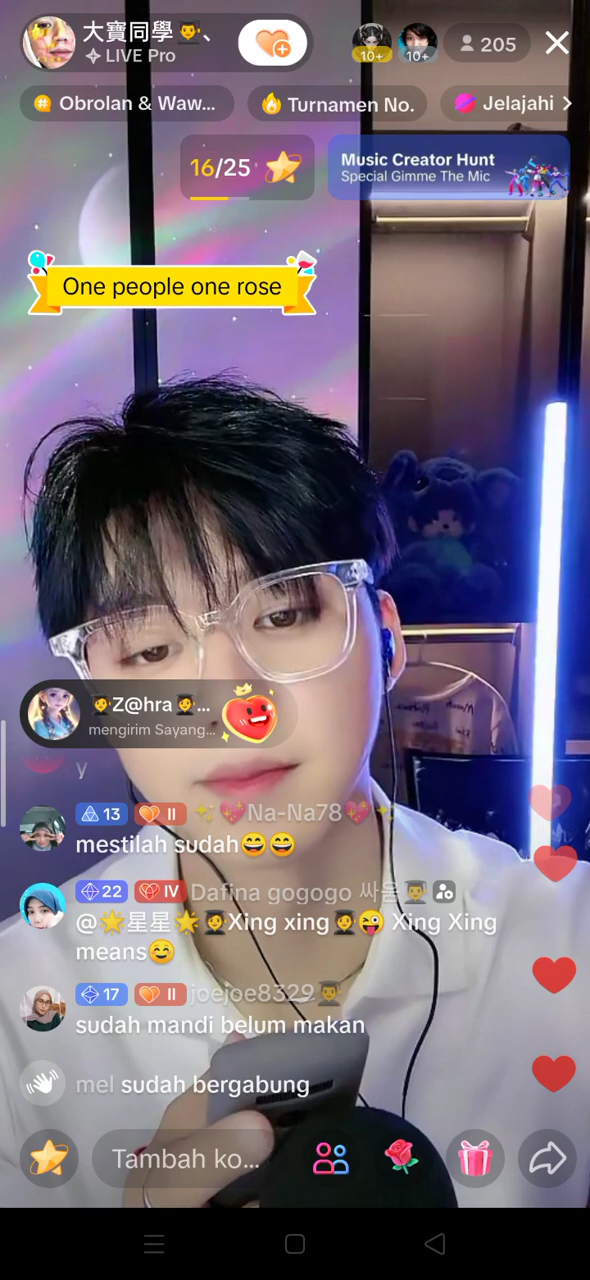 大寶同學👨‍🎓、
LIVE Pro
10+
10+
205
Obrolan & Waw...
Turnamen No.
Jelajahi
16/25
Music Creator Hunt
Special Gimme The Mic
One people one rose
🧑‍🎓Z@hra🧑‍🎓...
mengirim Sayang...
y
13 II ✨💖Na-Na78💖✨
mestilah sudah😄😄
22 IV Dafina gogogo 싸울👨‍🎓
@🌟星星🌟🧑‍🎓Xing xing🧑‍🎓😜 Xing Xing
means☺️
17 II joejoe8329👨‍🎓
sudah mandi belum makan
mel sudah bergabung
Tambah ko...